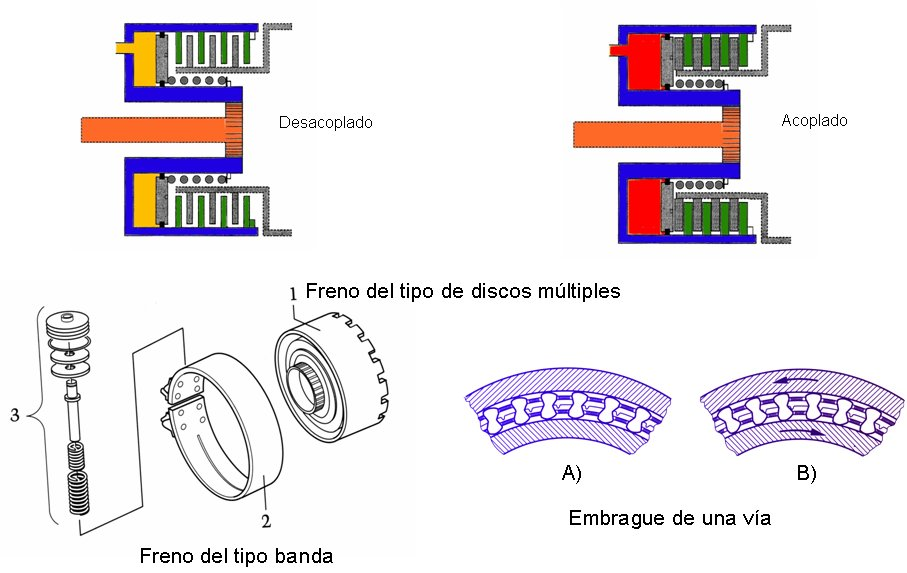 Desacoplado
Acoplado
Freno del tipo de discos múltiples
1
3
2
A)
B)
Embrague de una vía
Freno del tipo banda